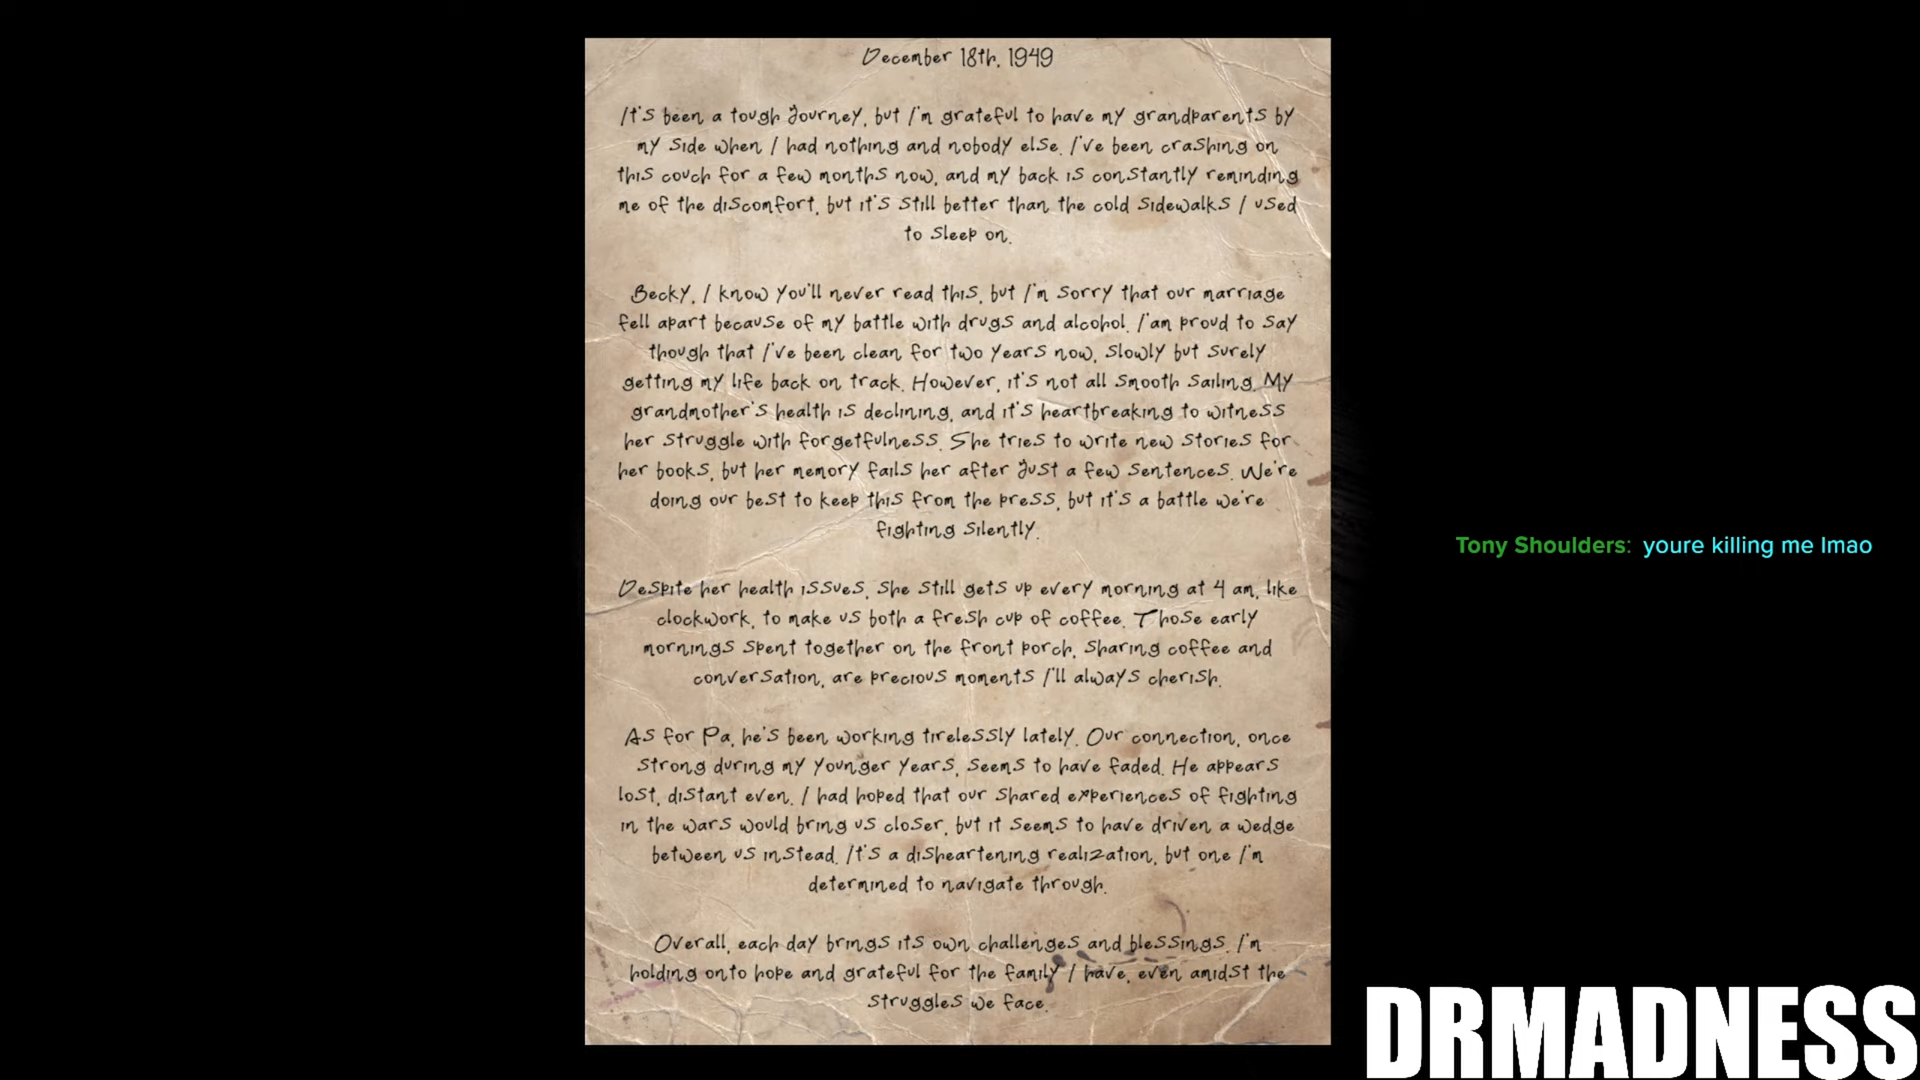 December 18th, 1949
It's been a tough journey, but I'm grateful to have my grandparents by
my side when I had nothing and nobody else. I've been crashing on
this couch for a few months now, and my back is constantly reminding
me of the discomfort, but it's still better than the cold sidewalks I used
to sleep on.
Becky, I know you'll never read this, but I'm sorry that our marriage
fell apart because of my battle with drugs and alcohol. I'am proud to say
though that I've been clean for two years now, slowly but surely
getting my life back on track. However, it's not all smooth sailing. My
grandmother's health is declining, and it's heartbreaking to witness
her struggle with forgetfulness. She tries to write new stories for
her books, but her memory fails her after just a few sentences. We're
doing our best to keep this from the press, but it's a battle we're
fighting silently.
Despite her health issues, she still gets up every morning at 4 am, like
clockwork, to make us both a fresh cup of coffee. Those early
mornings spent together on the front porch, sharing coffee and
conversation, are precious moments I'll always cherish.
As for Pa, he's been working tirelessly lately. Our connection, once
strong during my younger years, seems to have faded. He appears
lost, distant even. I had hoped that our shared experiences of fighting
in the wars would bring us closer, but it seems to have driven a wedge
between us instead. It's a disheartening realization, but one I'm
determined to navigate through.
Overall, each day brings its own challenges and blessings. I'm
holding onto hope and grateful for the family I have, even amidst the
struggles we face.
Tony Shoulders: youre killing me lmao
DRMADNESS